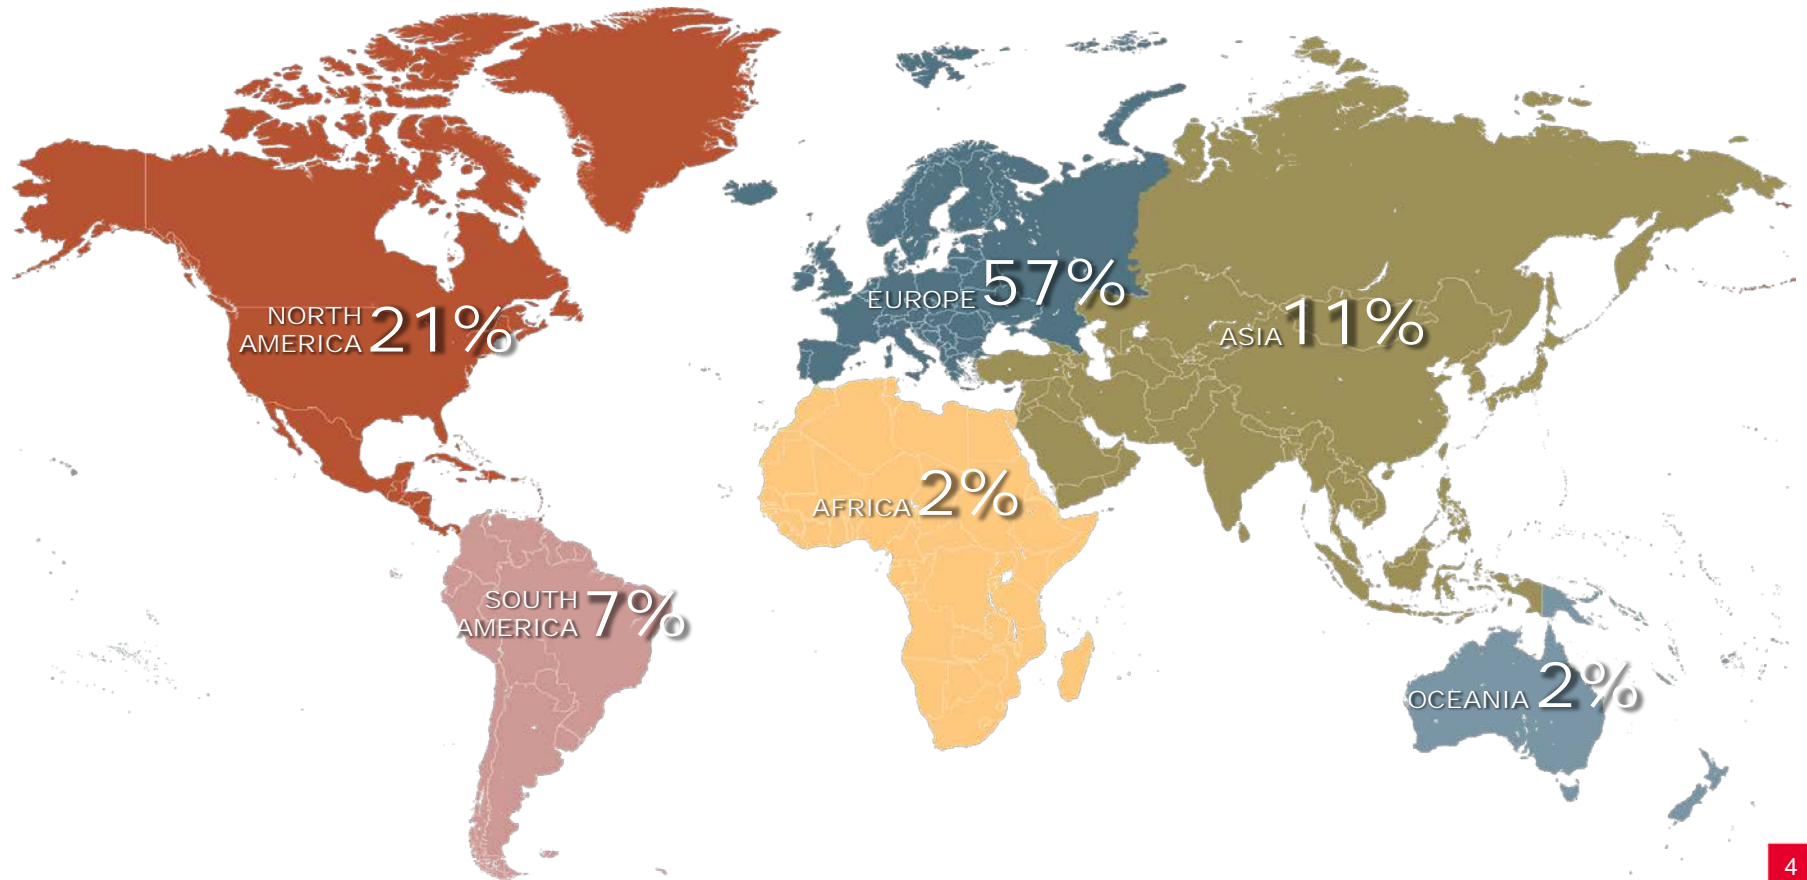 NORTH
AMERICA 21%
EUROPE 57%
ASIA 11%
AFRICA 2%
SOUTH
AMERICA 7%
OCEANIA 2%
4